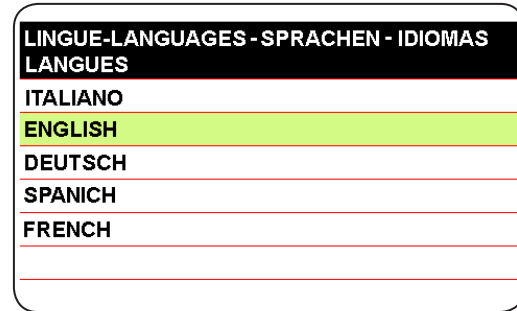 LINGUE-LANGUAGES - SPRACHEN - IDIOMAS
LANGUES
ITALIANO
ENGLISH
DEUTSCH
SPANICH
FRENCH